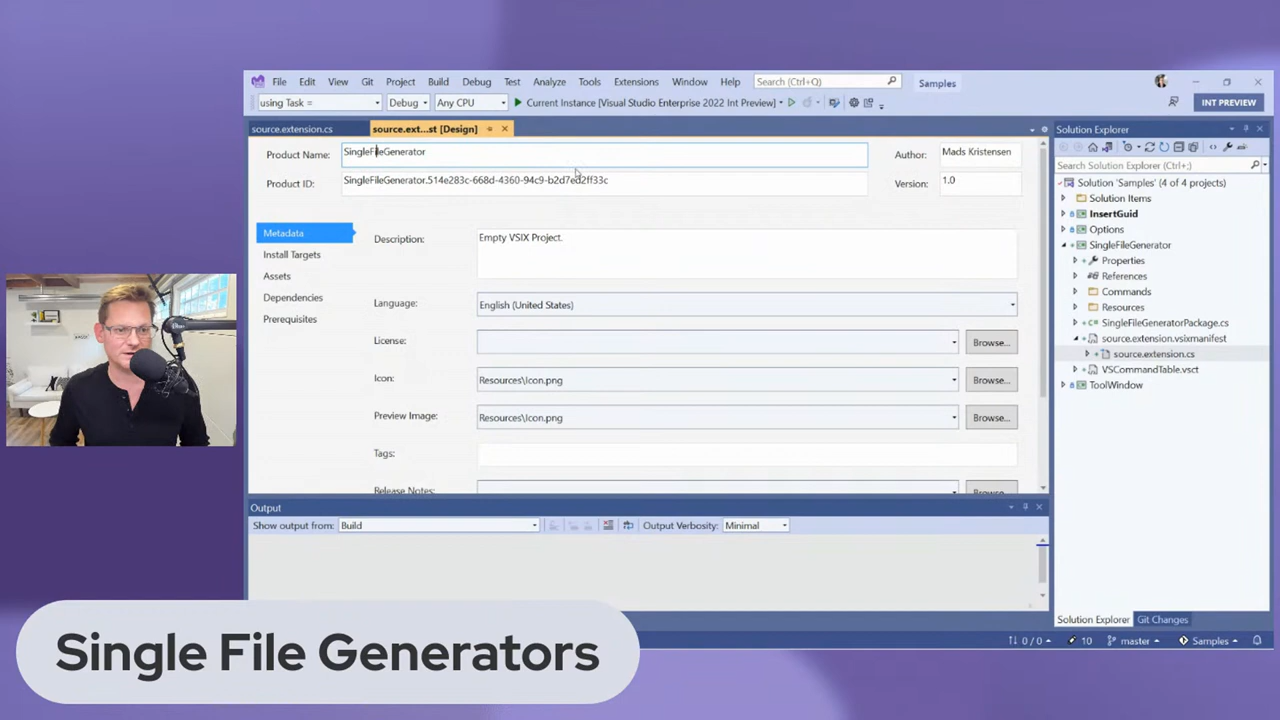 File Edit View Git Project Build Debug Test Analyze Tools Extensions Window Help Search (Ctrl+Q) Samples
using Task = Debug Any CPU Current Instance [Visual Studio Enterprise 2022 Int Preview] INT PREVIEW
source.extension.cs source.ext...st [Design]
Product Name: SingleFileGenerator Author: Mads Kristensen
Product ID: SingleFileGenerator.514e283c-668d-4360-94c9-b2d7ed2ff33c Version: 1.0
Metadata
Install Targets
Assets
Dependencies
Prerequisites
Description: Empty VSIX Project.
Language: English (United States)
License: Browse...
Icon: Resources\Icon.png Browse...
Preview Image: Resources\Icon.png Browse...
Tags:
Release Notes: Browse...
Output
Show output from: Build Output Verbosity: Minimal
Solution Explorer
Search Solution Explorer (Ctrl+;)
Solution 'Samples' (4 of 4 projects)
Solution Items
InsertGuid
Options
SingleFileGenerator
Properties
References
Commands
Resources
SingleFileGeneratorPackage.cs
source.extension.vsixmanifest
source.extension.cs
VSCommandTable.vsct
ToolWindow
Solution Explorer Git Changes
0 / 0 10 master Samples
Single File Generators